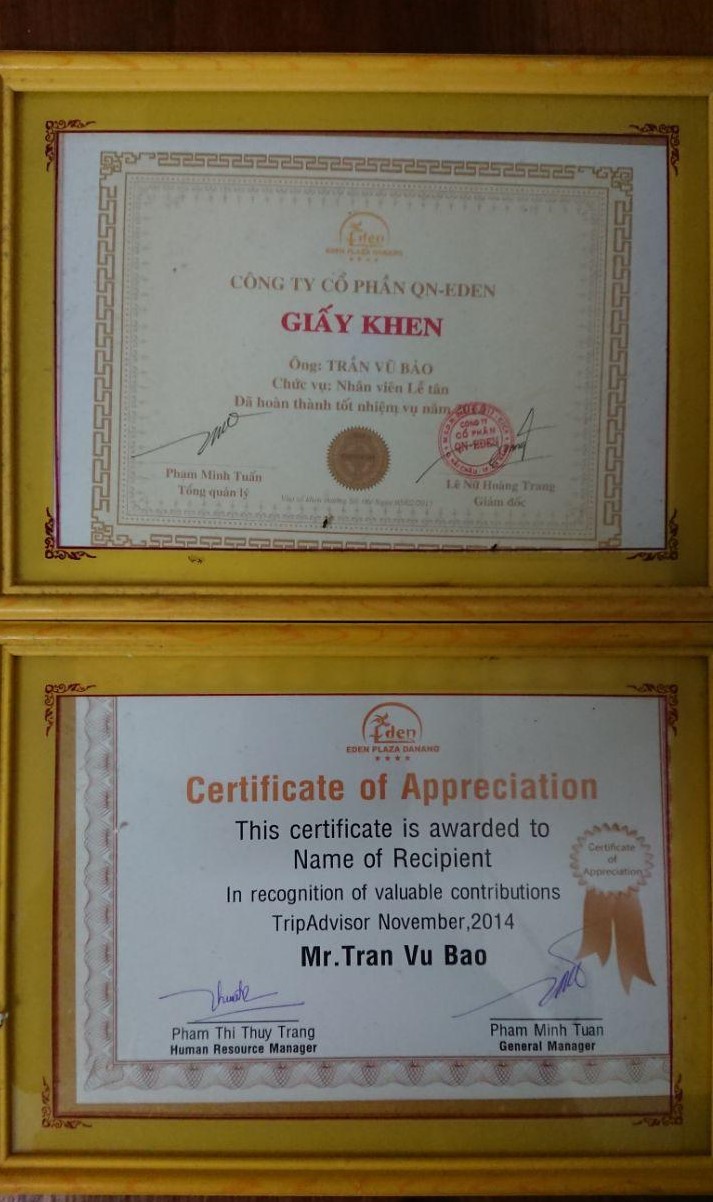 Eden
EDEN PLAZA DANANG
CÔNG TY CỔ PHẦN QN-EDEN
GIẤY KHEN
Ông: TRẦN VŨ BẢO
Chức vụ: Nhân viên Lễ tân
Đã hoàn thành tốt nhiệm vụ năm
CÔNG TY
CỔ PHẦN
QN-EDEN
Phạm Minh Tuấn
Tổng quản lý
Lê Nữ Hoàng Trang
Giám đốc
Eden
EDEN PLAZA DANANG
Certificate of Appreciation
This certificate is awarded to
Name of Recipient
In recognition of valuable contributions
TripAdvisor November,2014
Mr.Tran Vu Bao
Certificate
of
Appreciation
Pham Thi Thuy Trang
Human Resource Manager
Pham Minh Tuan
General Manager